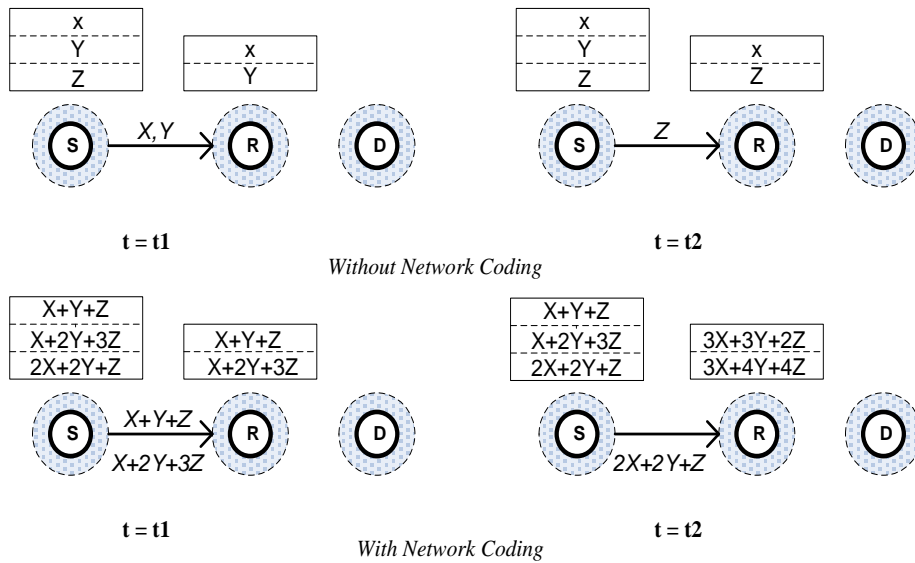 x
Y
Z
x
Y
X,Y
S
R
D
t = t1
x
Y
Z
x
Z
Z
S
R
D
t = t2
Without Network Coding
X+Y+Z
X+2Y+3Z
2X+2Y+Z
X+Y+Z
X+2Y+3Z
X+Y+Z
S
R
D
X+2Y+3Z
t = t1
X+Y+Z
X+2Y+3Z
2X+2Y+Z
3X+3Y+2Z
3X+4Y+4Z
S
R
D
2X+2Y+Z
t = t2
With Network Coding